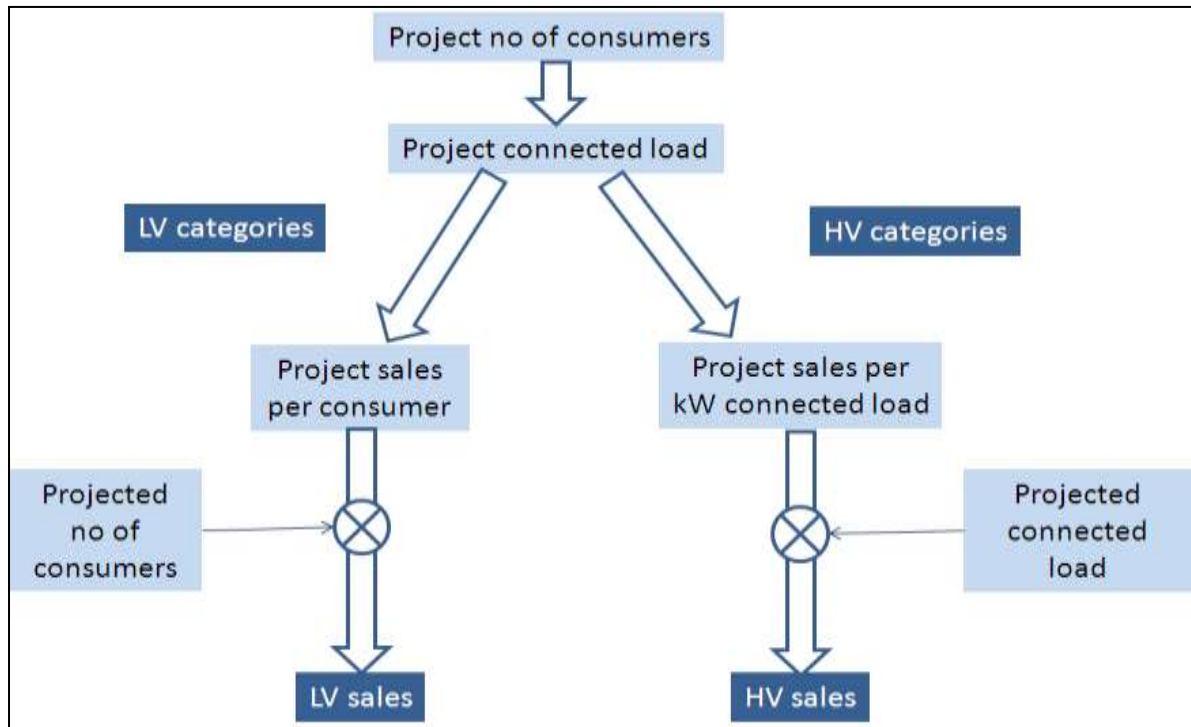 Project no of consumers
Project connected load
LV categories
HV categories
Project sales
per consumer
Project sales per
kW connected load
Projected
no of
consumers
Projected
connected
load
LV sales
HV sales